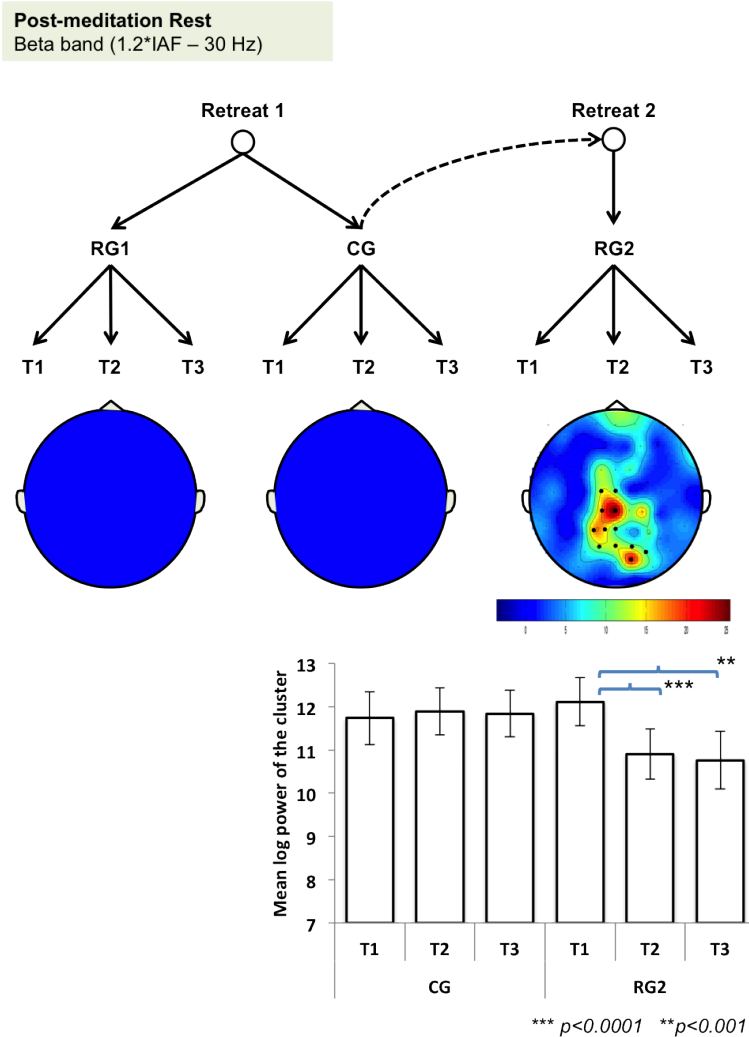 Post-meditation Rest
Beta band (1.2*IAF – 30 Hz)
Retreat 1
Retreat 2
RG1
CG
RG2
T1 T2 T3 T1 T2 T3 T1 T2 T3
0 5
13
12
11
10
9
8
7
Mean log power of the cluster
**
***
T1 T2 T3 T1 T2 T3
CG RG2
*** p<0.0001 **p<0.001